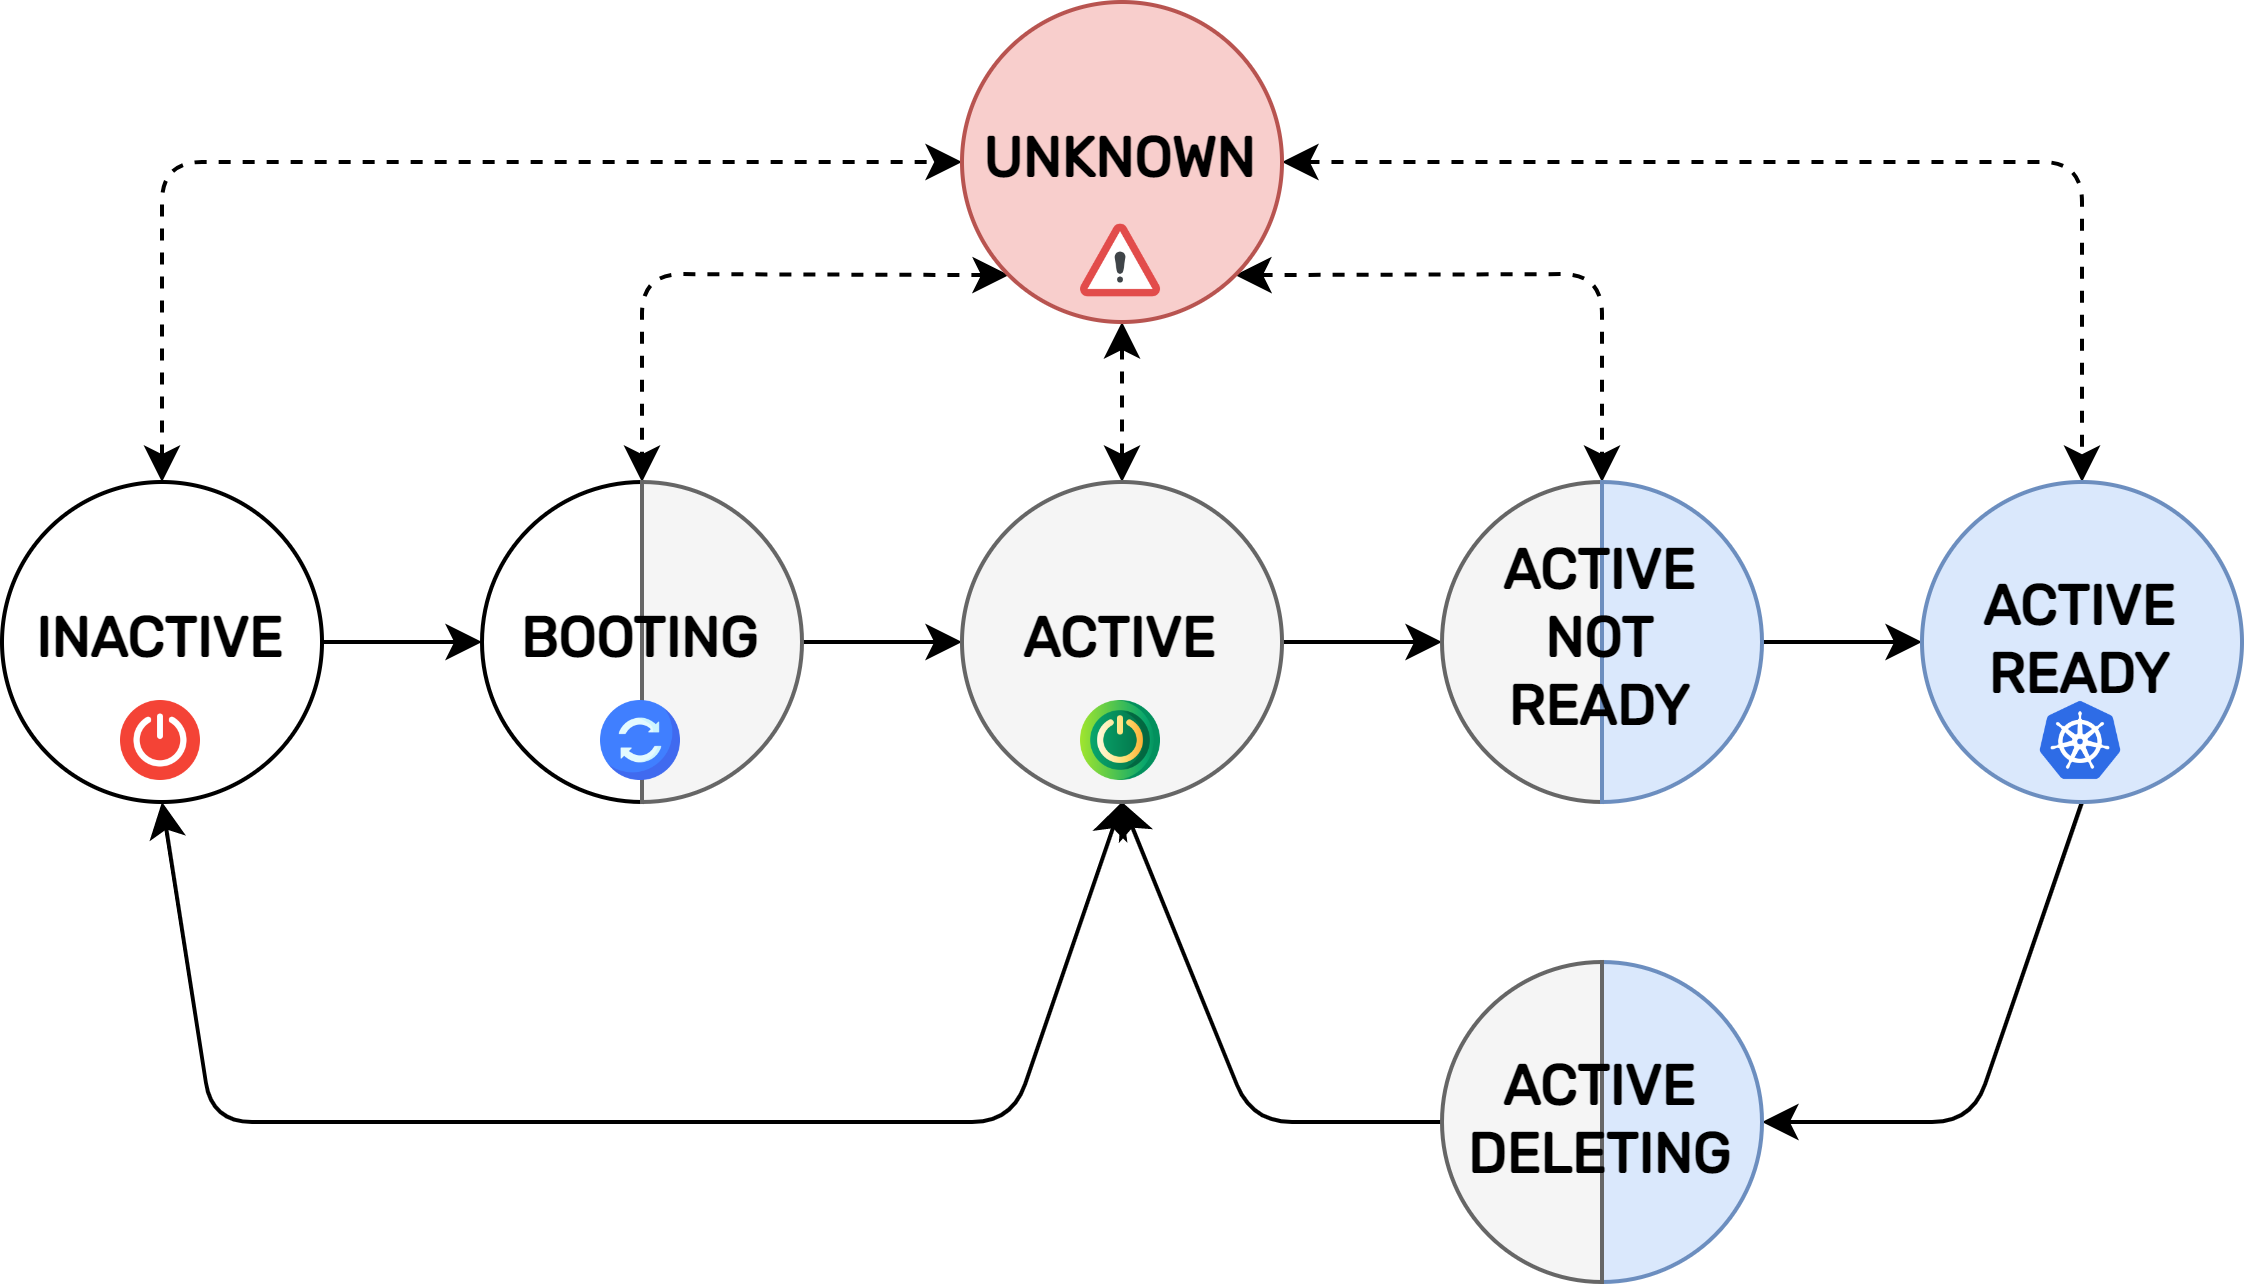 UNKNOWN
INACTIVE
BOOTING
ACTIVE
ACTIVE
NOT
READY
ACTIVE
READY
ACTIVE
DELETING